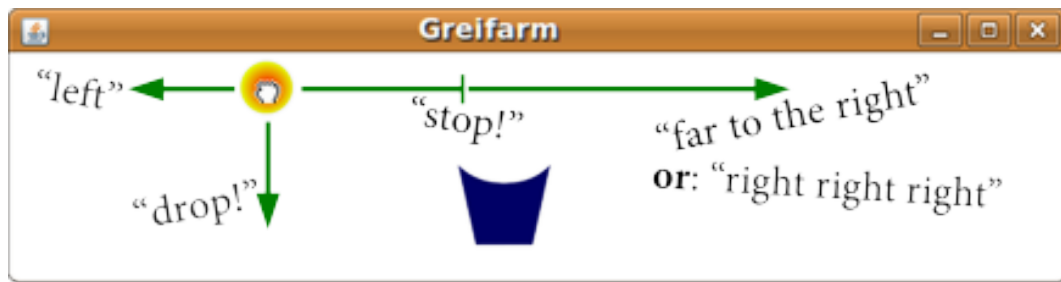 Greifarm
“left”
“stop!”
“far to the right”
“drop!”
or: “right right right”